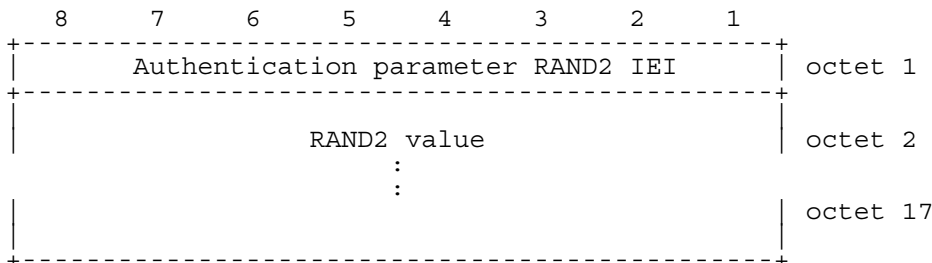 8 7 6 5 4 3 2 1
+-----------------------------------------------+
| Authentication parameter RAND2 IEI | octet 1
+-----------------------------------------------+
| |
| RAND2 value | octet 2
:
:
| | octet 17
| |
+-----------------------------------------------+